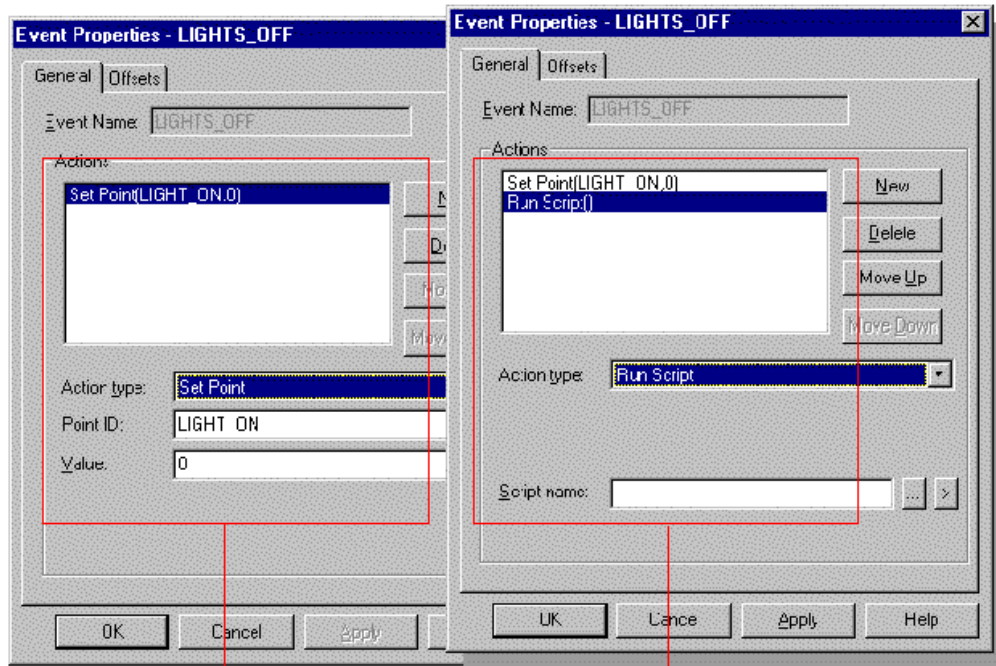 Event Properties - LIGHTS_OFF
General Offsets
Event Name: LIGHTS_OFF
Actions
Set Point(LIGHT_ON,0)
Action type: Set Point
Point ID: LIGHT_ON
Value: 0
OK Cancel Apply
Event Properties - LIGHTS_OFF
General Offsets
Event Name: LIGHTS_OFF
Actions
Set Point(LIGHT_ON,0)
Run Script()
New
Delete
Move Up
Move Down
Action type: Run Script
Script name: ... >
OK Cancel Apply Help